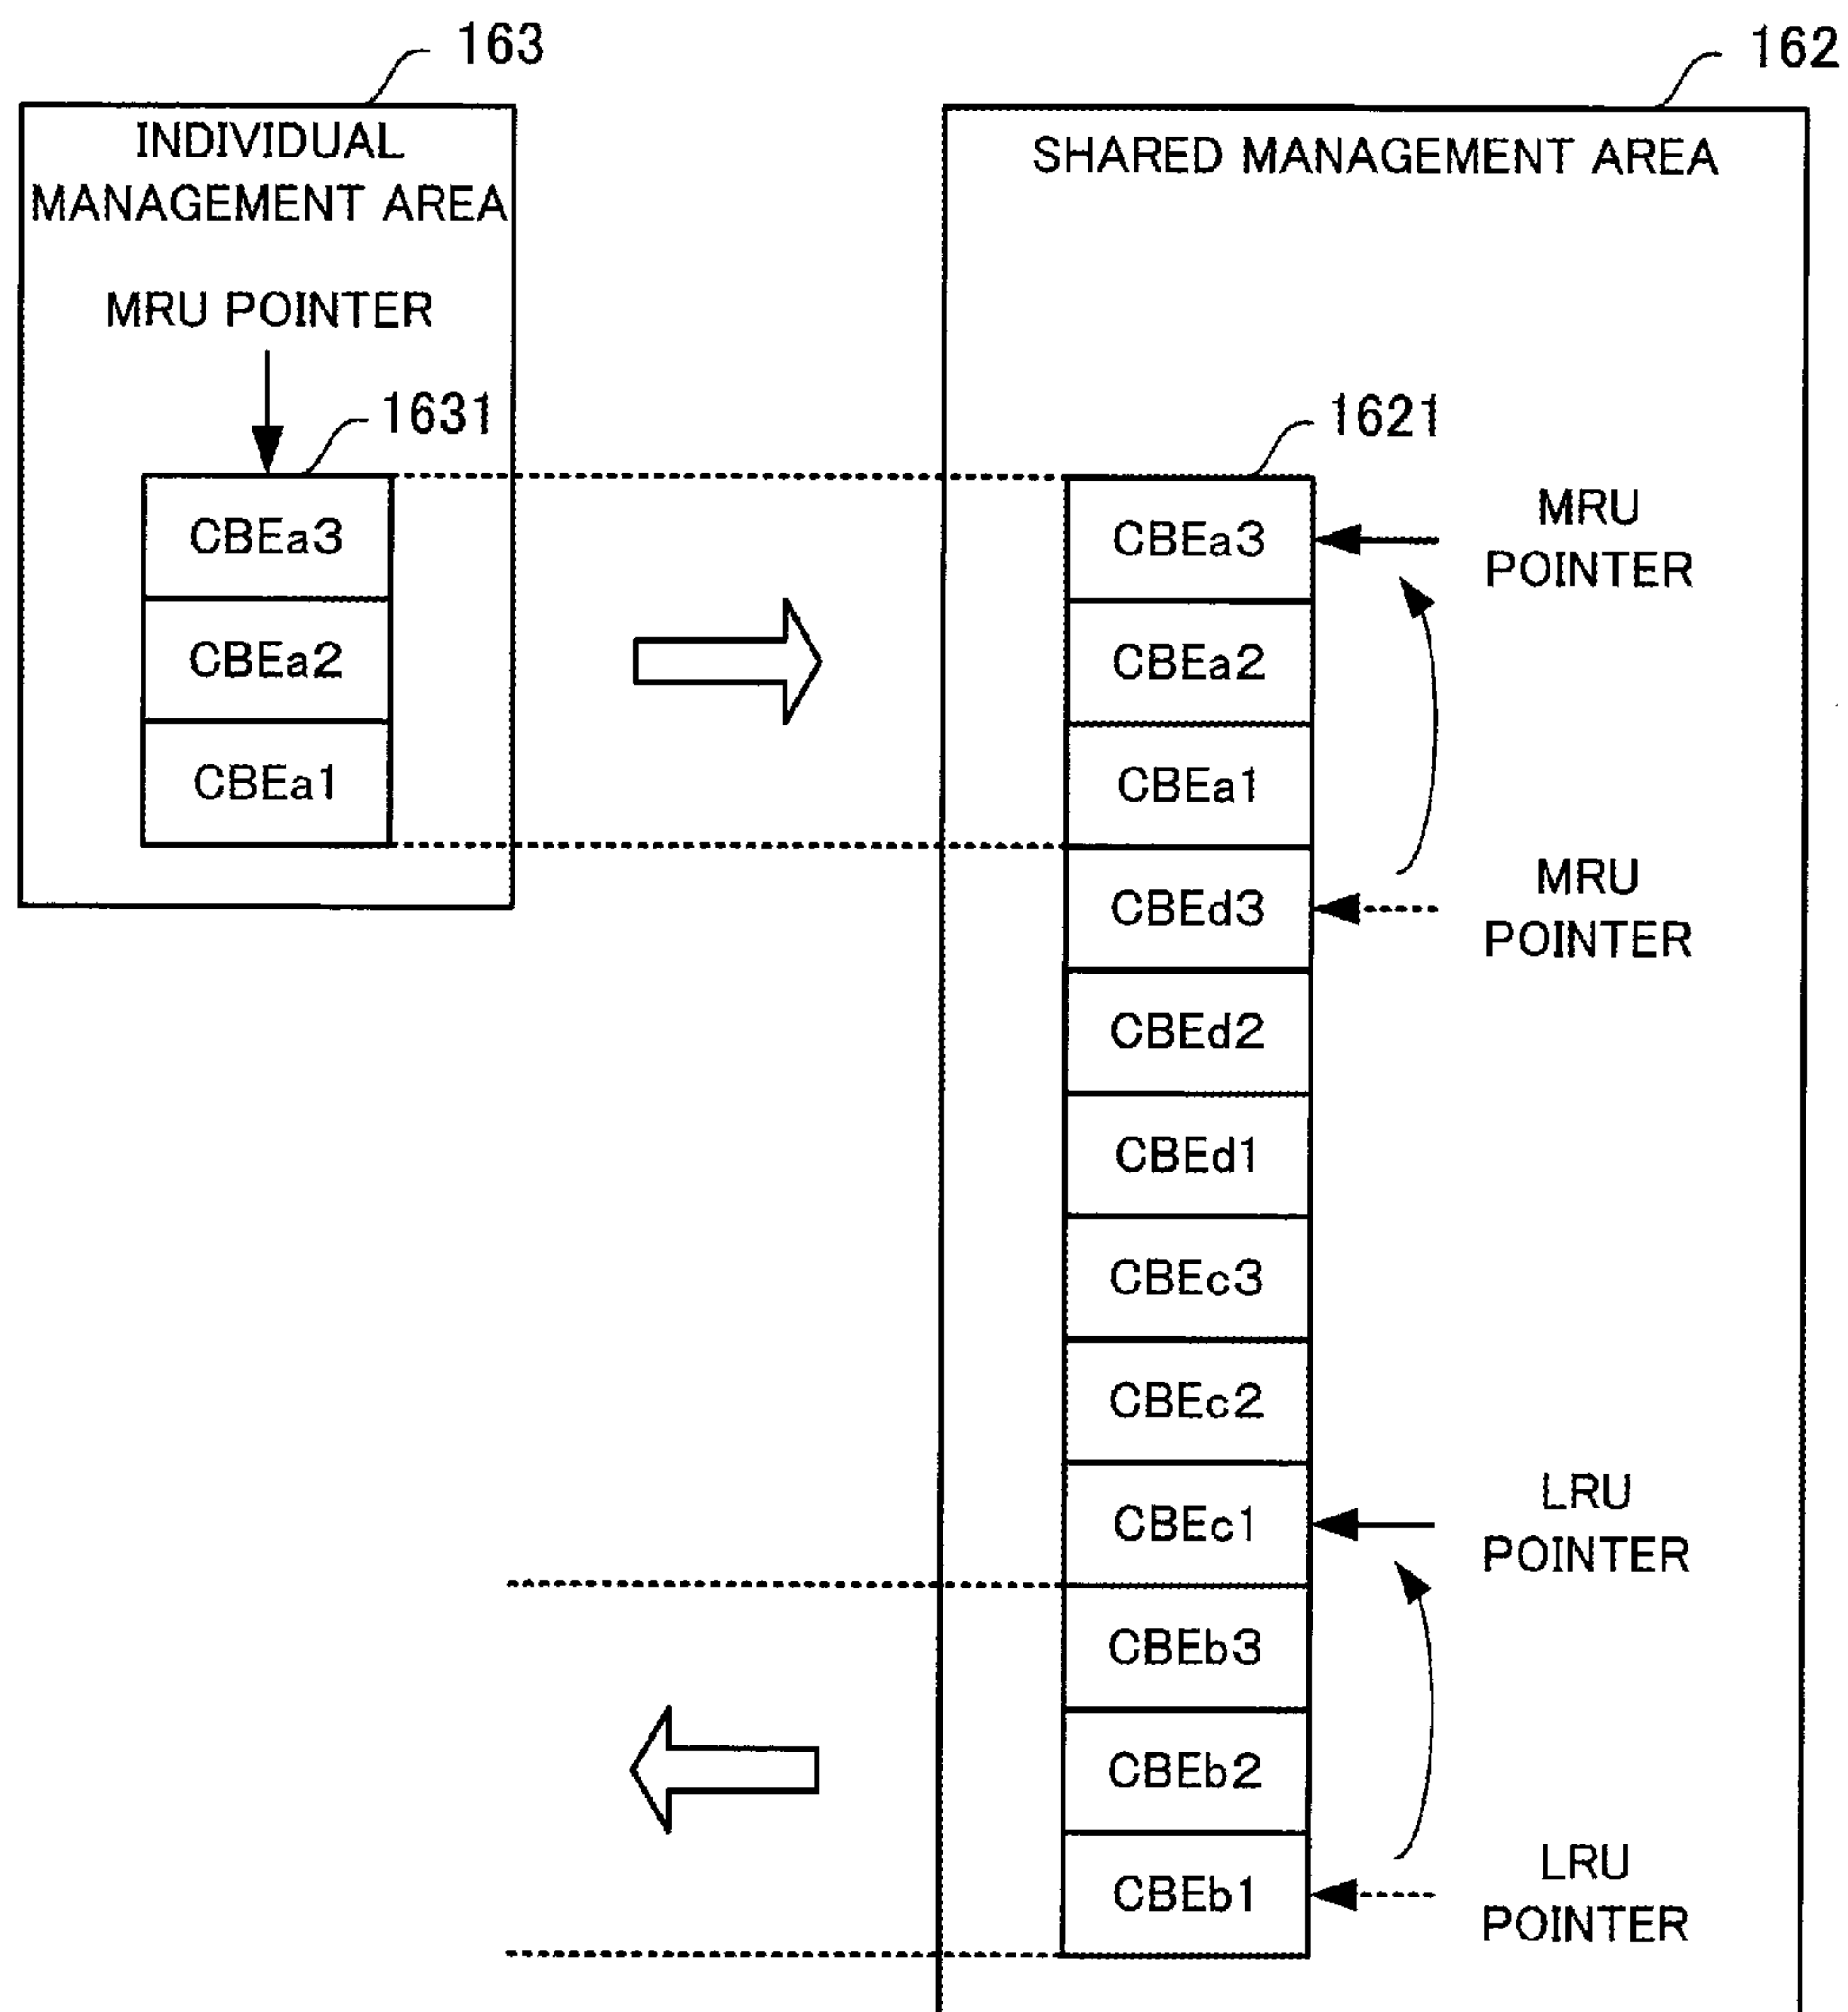 163
INDIVIDUAL
MANAGEMENT AREA
MRU POINTER
1631
CBEa3
CBEa2
CBEa1
162
SHARED MANAGEMENT AREA
1621
CBEa3
CBEa2
CBEa1
CBEd3
CBEd2
CBEd1
CBEc3
CBEc2
CBEc1
CBEb3
CBEb2
CBEb1
MRU
POINTER
MRU
POINTER
LRU
POINTER
LRU
POINTER